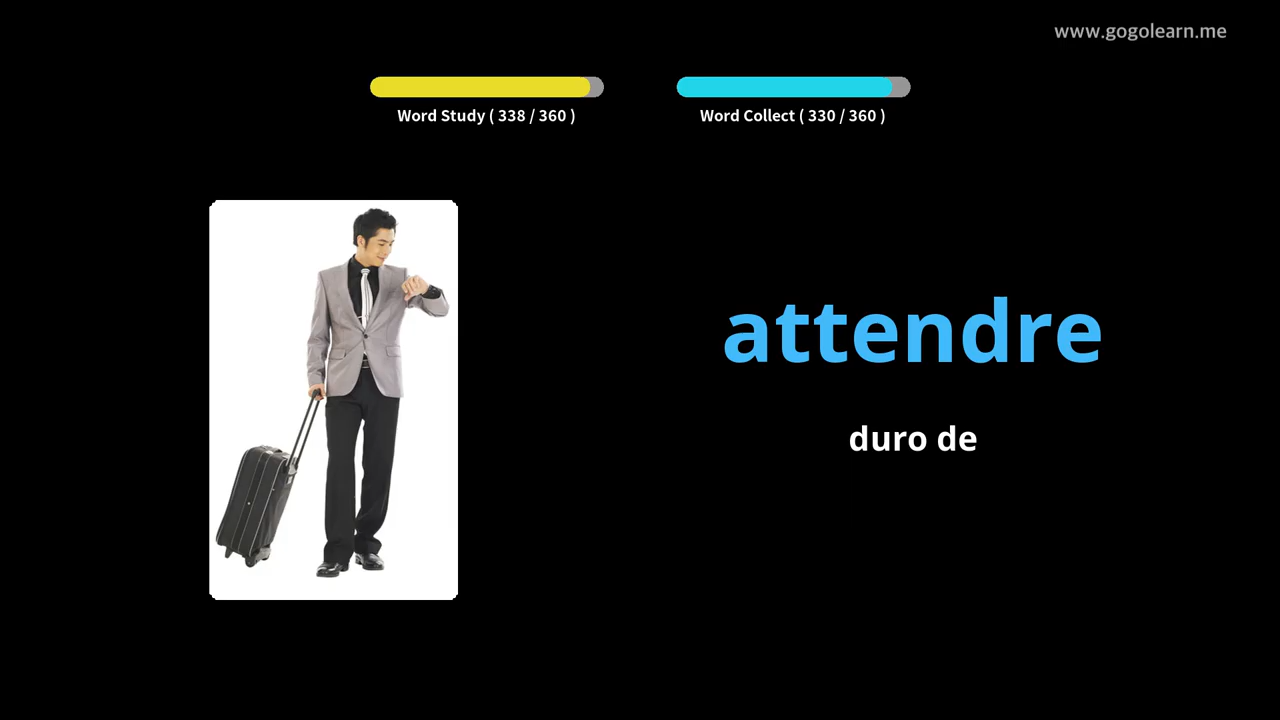 www.gogolearn.me
Word Study ( 338 / 360 )
Word Collect ( 330 / 360 )
attendre
duro de